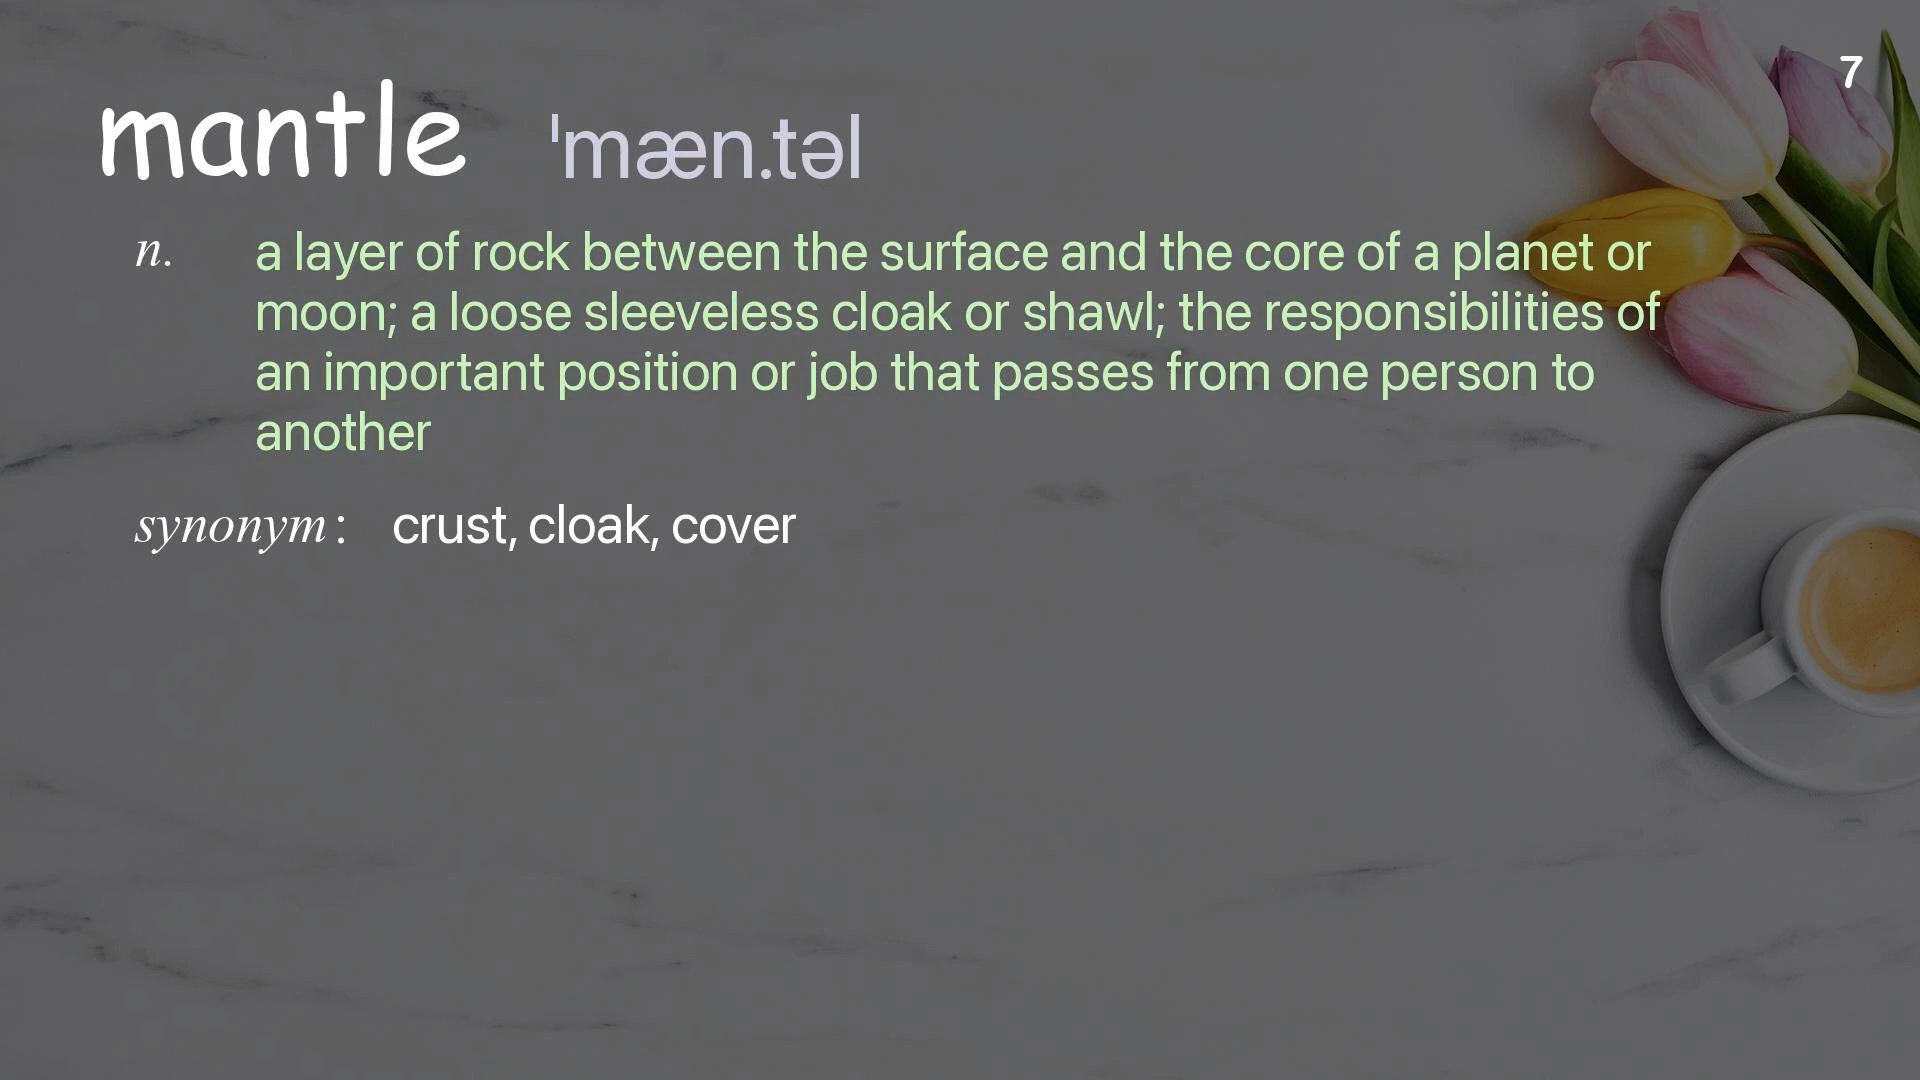 7
mantle ˈmæn.təl
n. a layer of rock between the surface and the core of a planet or
moon; a loose sleeveless cloak or shawl; the responsibilities of
an important position or job that passes from one person to
another
synonym: crust, cloak, cover